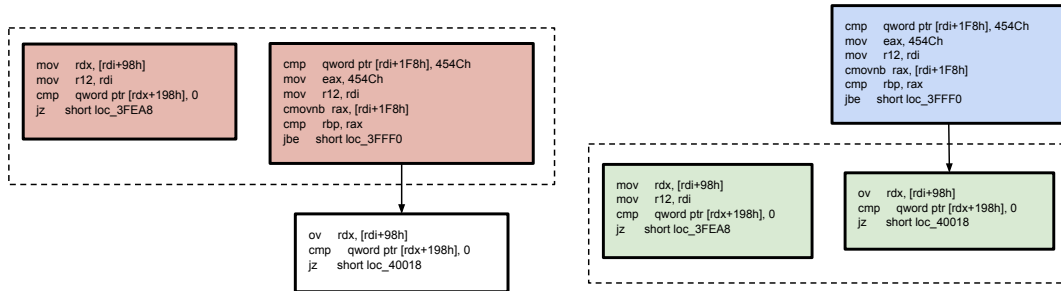 mov rdx, [rdi+98h]
mov r12, rdi
cmp qword ptr [rdx+198h], 0
jz short loc_3FEA8
cmp qword ptr [rdi+1F8h], 454Ch
mov eax, 454Ch
mov r12, rdi
cmovnb rax, [rdi+1F8h]
cmp rbp, rax
jbe short loc_3FFF0
ov rdx, [rdi+98h]
cmp qword ptr [rdx+198h], 0
jz short loc_40018
cmp qword ptr [rdi+1F8h], 454Ch
mov eax, 454Ch
mov r12, rdi
cmovnb rax, [rdi+1F8h]
cmp rbp, rax
jbe short loc_3FFF0
mov rdx, [rdi+98h]
mov r12, rdi
cmp qword ptr [rdx+198h], 0
jz short loc_3FEA8
ov rdx, [rdi+98h]
cmp qword ptr [rdx+198h], 0
jz short loc_40018